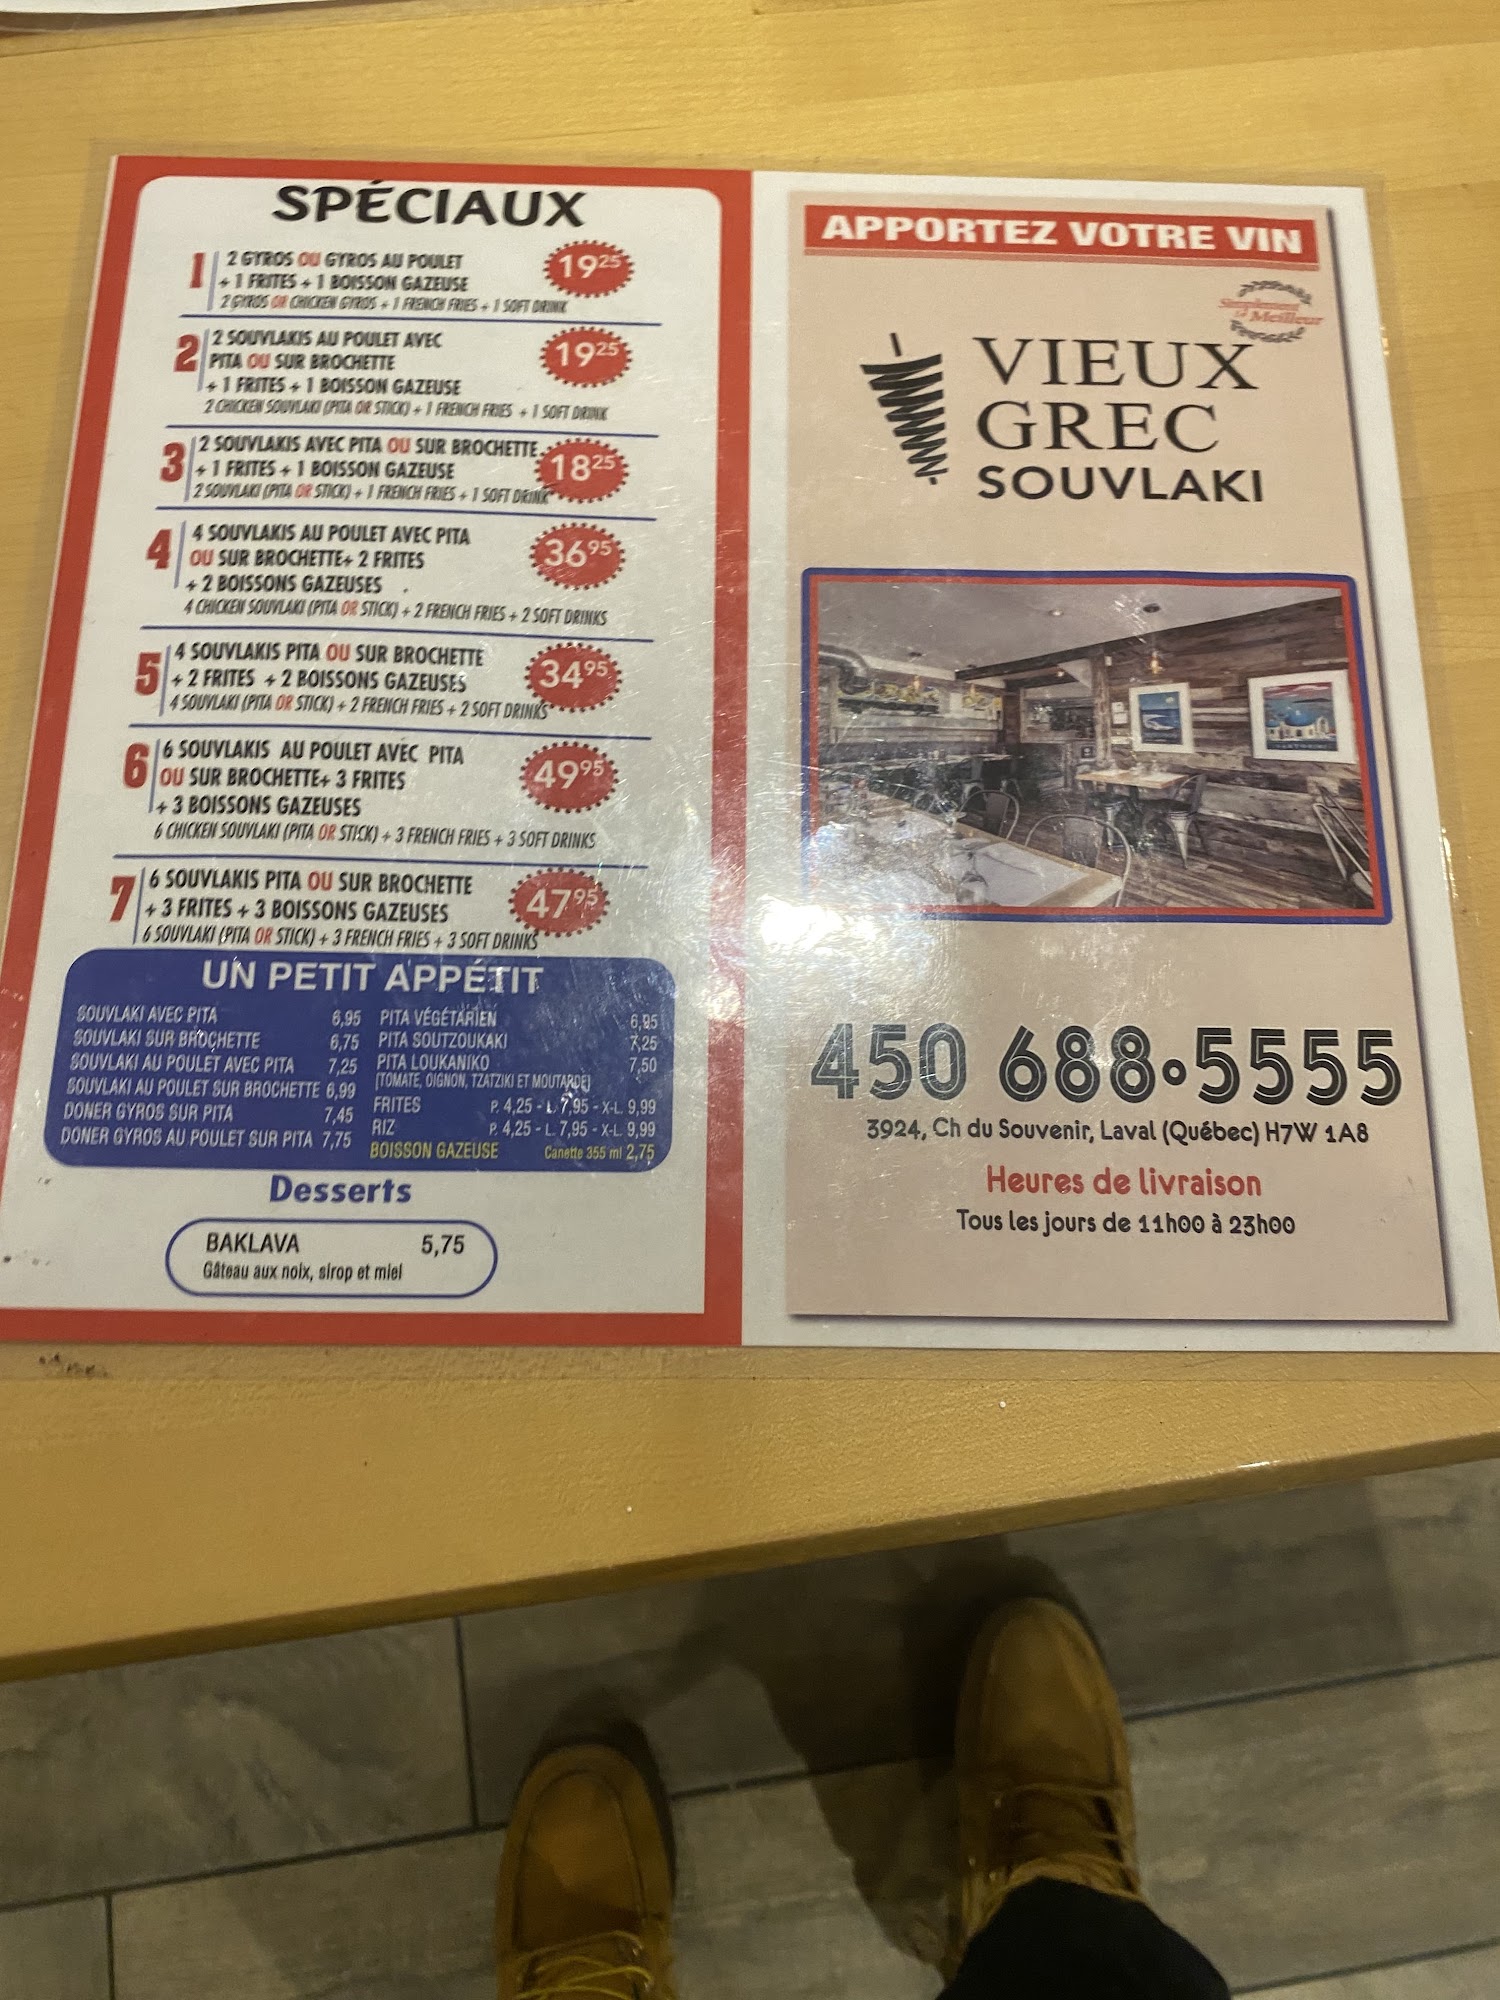 SPÉCIAUX
1
2 GYROS OU GYROS AU POULET
+ 1 FRITES + 1 BOISSON GAZEUSE
2 GYROS OR CHICKEN GYROS + 1 FRENCH FRIES + 1 SOFT DRINK
19 25
2
2 SOUVLAKIS AU POULET AVEC
PITA OU SUR BROCHETTE
+ 1 FRITES + 1 BOISSON GAZEUSE
2 CHICKEN SOUVLAKI (PITA OR STICK) + 1 FRENCH FRIES + 1 SOFT DRINK
19 25
3
2 SOUVLAKIS AVEC PITA OU SUR BROCHETTE
+ 1 FRITES + 1 BOISSON GAZEUSE
2 SOUVLAKI (PITA OR STICK) + 1 FRENCH FRIES + 1 SOFT DRINK
18 25
4
4 SOUVLAKIS AU POULET AVEC PITA
OU SUR BROCHETTE+ 2 FRITES
+ 2 BOISSONS GAZEUSES
4 CHICKEN SOUVLAKI (PITA OR STICK) + 2 FRENCH FRIES + 2 SOFT DRINKS
36 95
5
4 SOUVLAKIS PITA OU SUR BROCHETTE
+ 2 FRITES + 2 BOISSONS GAZEUSES
4 SOUVLAKI (PITA OR STICK) + 2 FRENCH FRIES + 2 SOFT DRINKS
34 95
6
6 SOUVLAKIS AU POULET AVEC PITA
OU SUR BROCHETTE+ 3 FRITES
+ 3 BOISSONS GAZEUSES
6 CHICKEN SOUVLAKI (PITA OR STICK) + 3 FRENCH FRIES + 3 SOFT DRINKS
49 95
7
6 SOUVLAKIS PITA OU SUR BROCHETTE
+ 3 FRITES + 3 BOISSONS GAZEUSES
6 SOUVLAKI (PITA OR STICK) + 3 FRENCH FRIES + 3 SOFT DRINKS
47 95
UN PETIT APPÉTIT
SOUVLAKI AVEC PITA 6,95
SOUVLAKI SUR BROCHETTE 6,75
SOUVLAKI AU POULET AVEC PITA 7,25
SOUVLAKI AU POULET SUR BROCHETTE 6,99
DONER GYROS SUR PITA 7,45
DONER GYROS AU POULET SUR PITA 7,75
PITA VÉGÉTARIEN 6,95
PITA SOUTZOUKAKI 7,25
PITA LOUKANIKO 7,50
(TOMATE, OIGNON, TZATZIKI ET MOUTARDE)
FRITES P. 4,25 - L. 7,95 - X-L. 9,99
RIZ P. 4,25 - L. 7,95 - X-L. 9,99
BOISSON GAZEUSE Canette 355 ml 2,75
Desserts
BAKLAVA 5,75
Gâteau aux noix, sirop et miel
APPORTEZ VOTRE VIN
Simplement
Le Meilleur
VIEUX
GREC
SOUVLAKI
450 688•5555
3924, Ch du Souvenir, Laval (Québec) H7W 1A8
Heures de livraison
Tous les jours de 11h00 à 23h00